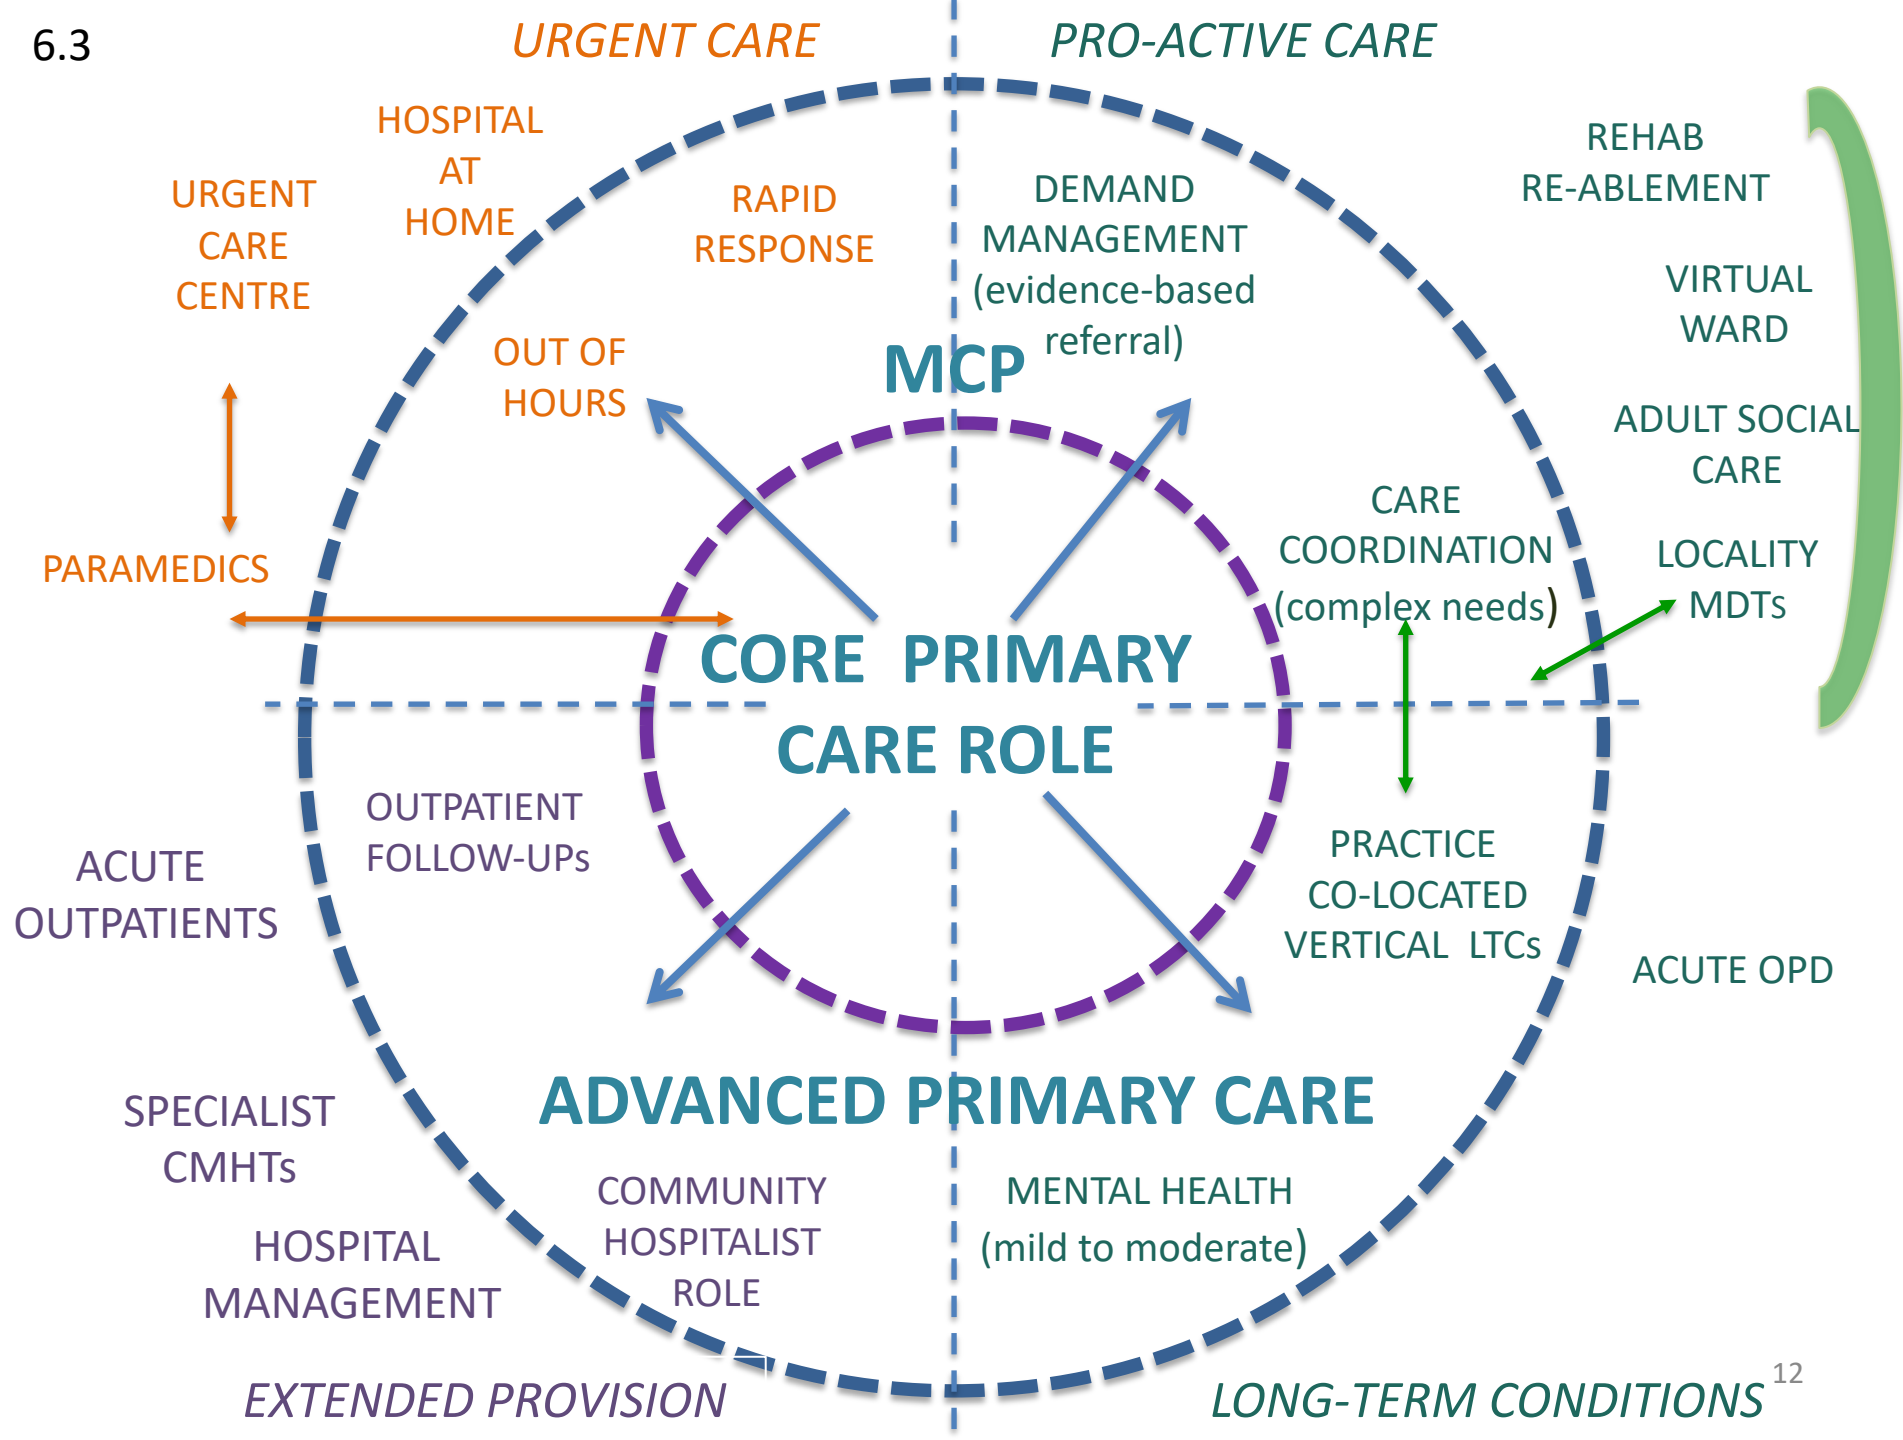 6.3
URGENT CARE
PRO-ACTIVE CARE
HOSPITAL
AT
HOME
URGENT
CARE
CENTRE
RAPID
RESPONSE
OUT OF
HOURS
PARAMEDICS
DEMAND
MANAGEMENT
(evidence-based
referral)
MCP
REHAB
RE-ABLEMENT
VIRTUAL
WARD
ADULT SOCIAL
CARE
CARE
COORDINATION
(complex needs)
LOCALITY
MDTs
CORE PRIMARY
CARE ROLE
OUTPATIENT
FOLLOW-UPs
ACUTE
OUTPATIENTS
PRACTICE
CO-LOCATED
VERTICAL LTCs
ACUTE OPD
ADVANCED PRIMARY CARE
SPECIALIST
CMHTs
HOSPITAL
MANAGEMENT
COMMUNITY
HOSPITALIST
ROLE
MENTAL HEALTH
(mild to moderate)
EXTENDED PROVISION
LONG-TERM CONDITIONS
12